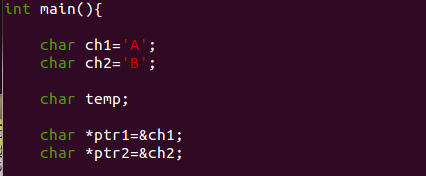 int main(){
char ch1='A';
char ch2='B';
char temp;
char *ptr1=&ch1;
char *ptr2=&ch2;